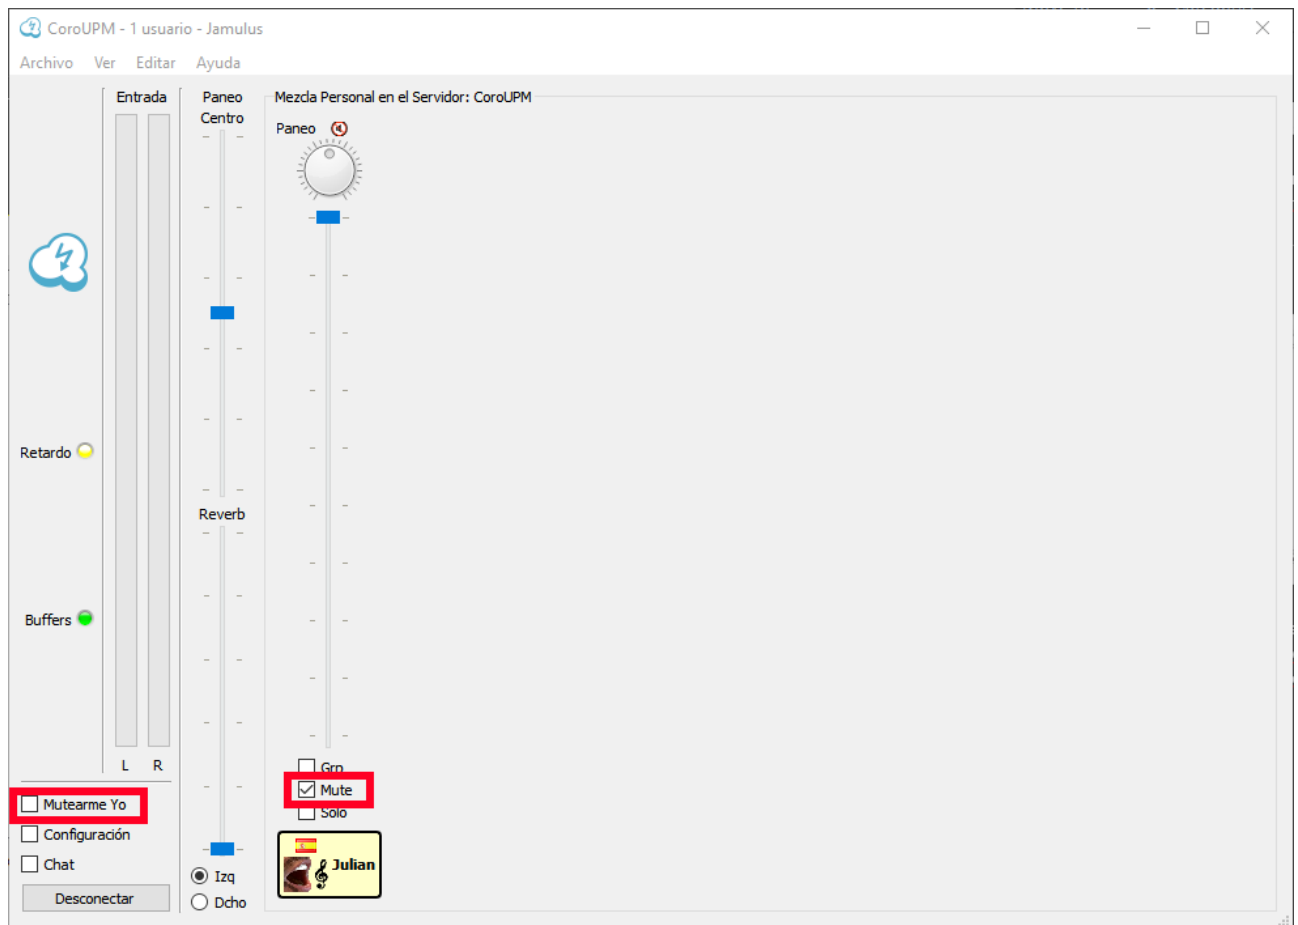 CoroUPM - 1 usuario - Jamulus
Archivo Ver Editar Ayuda
Entrada
Paneo
Centro
Mezcla Personal en el Servidor: CoroUPM
Paneo
Retardo
Reverb
Buffers
L R
Grp
Mute
Solo
Mutearme Yo
Configuración
Chat
Desconectar
Izq
Dcho
Julian